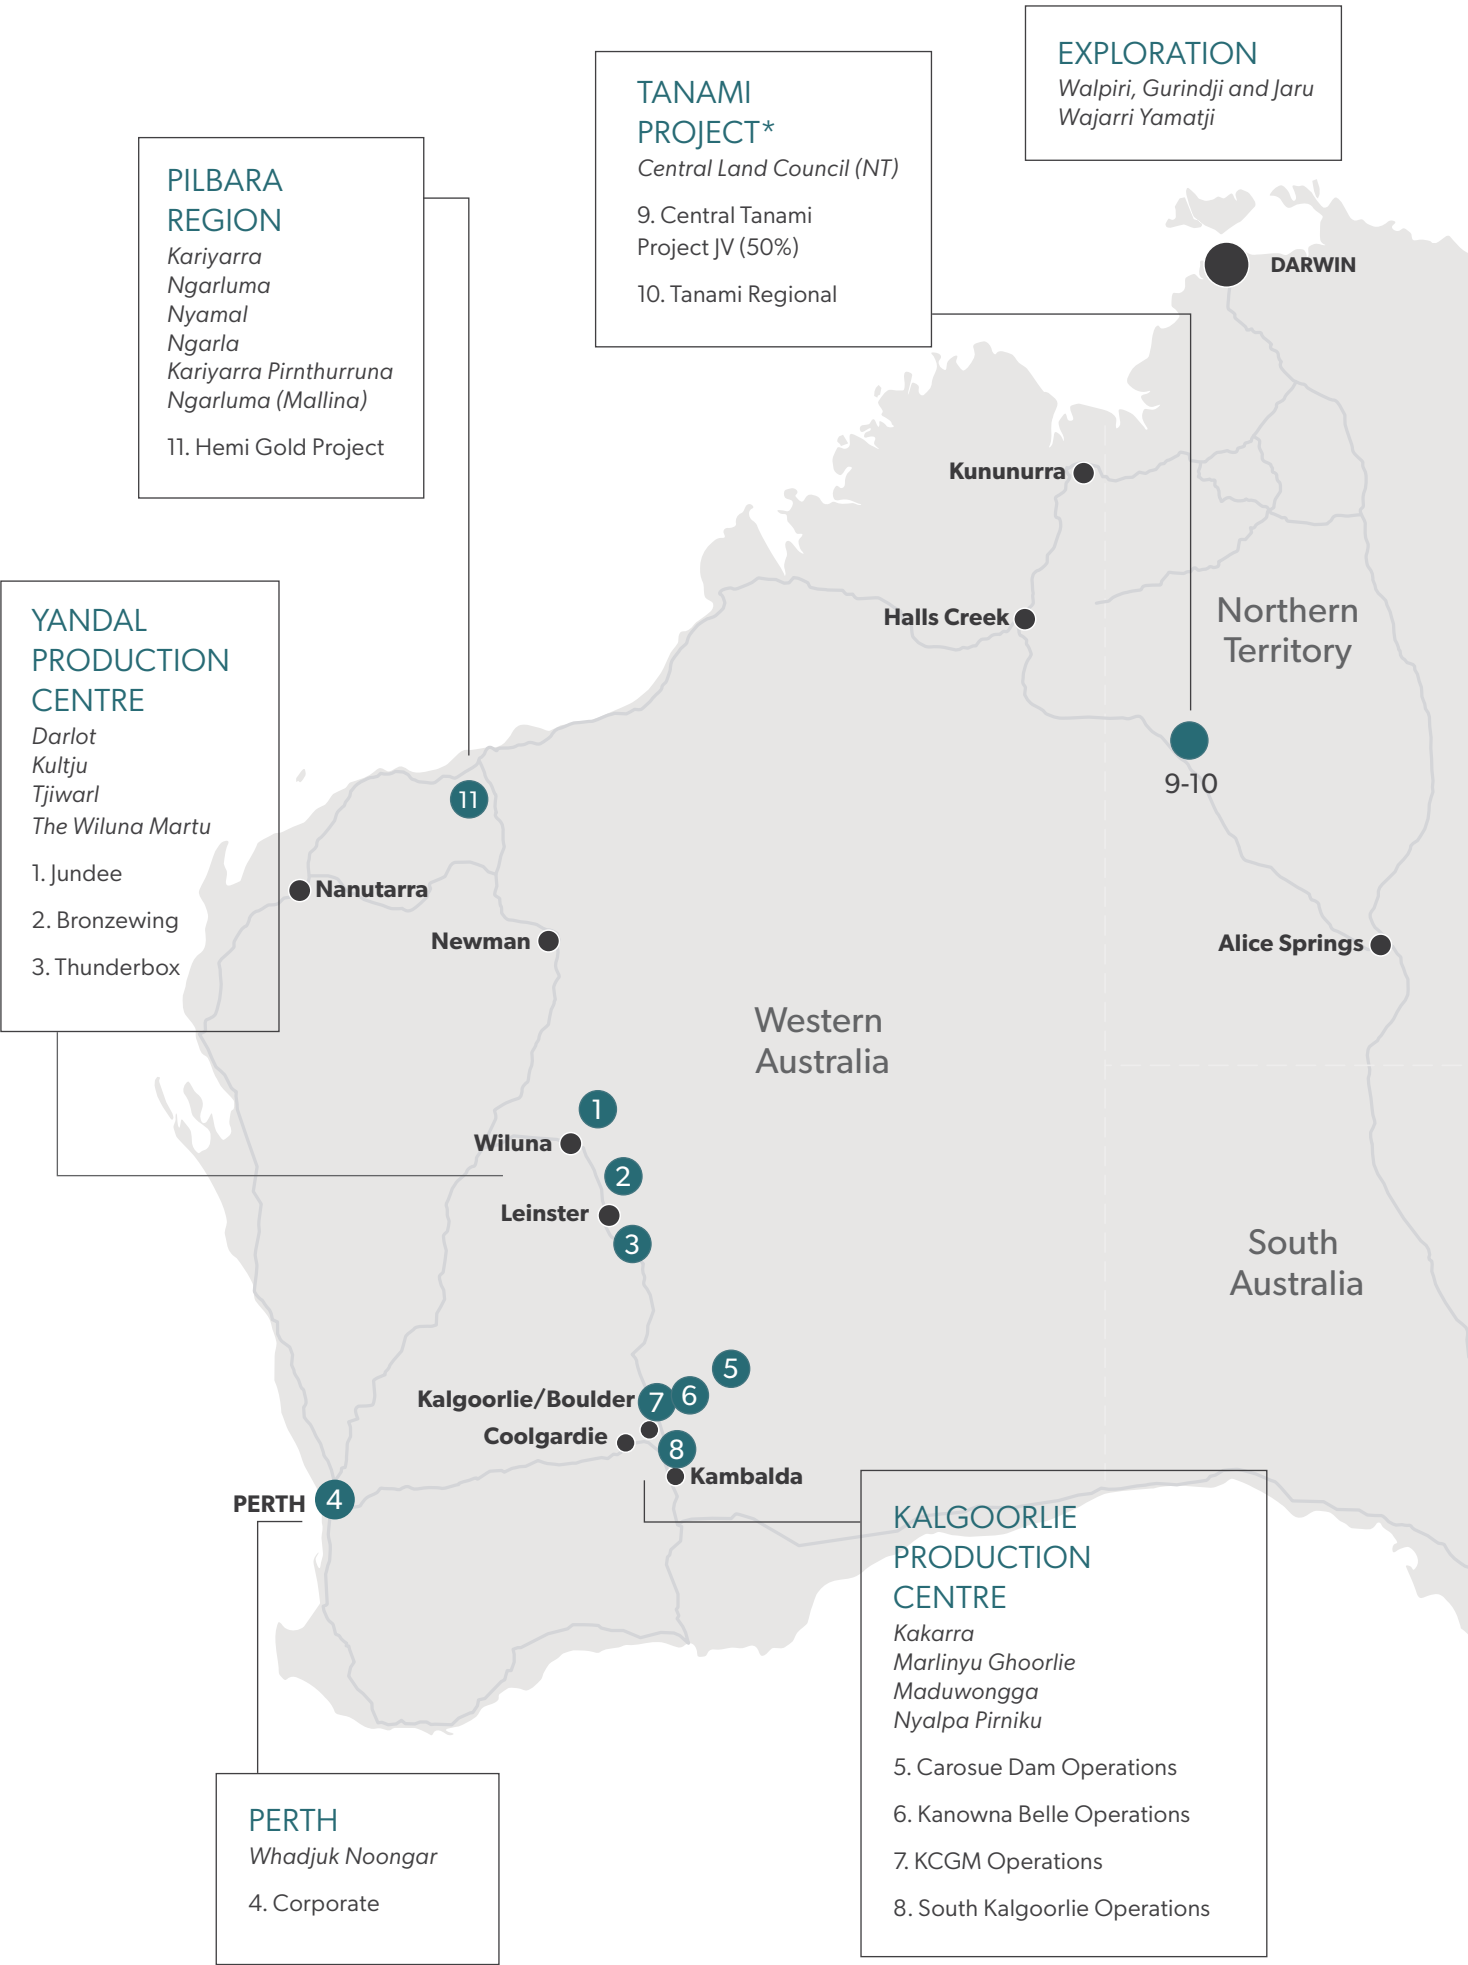 EXPLORATION
Walpiri, Gurindji and Jaru
Wajarri Yamatji
TANAMI
PROJECT*
Central Land Council (NT)
9. Central Tanami
Project JV (50%)
10. Tanami Regional
PILBARA
REGION
Kariyarra
Ngarluma
Nyamal
Ngarla
Kariyarra Pirnthurruna
Ngarluma (Mallina)
11. Hemi Gold Project
DARWIN
Kununurra
Halls Creek
Northern
Territory
YANDAL
PRODUCTION
CENTRE
Darlot
Kultju
Tjiwarl
The Wiluna Martu
1. Jundee
2. Bronzewing
3. Thunderbox
9-10
11
Nanutarra
Newman
Alice Springs
Western
Australia
1
Wiluna
2
Leinster
3
South
Australia
5
6
Kalgoorlie/Boulder
7
Coolgardie
8
Kambalda
PERTH
4
KALGOORLIE
PRODUCTION
CENTRE
Kakarra
Marlinyu Ghoorlie
Maduwongga
Nyalpa Pirniku
5. Carosue Dam Operations
6. Kanowna Belle Operations
7. KCGM Operations
8. South Kalgoorlie Operations
PERTH
Whadjuk Noongar
4. Corporate